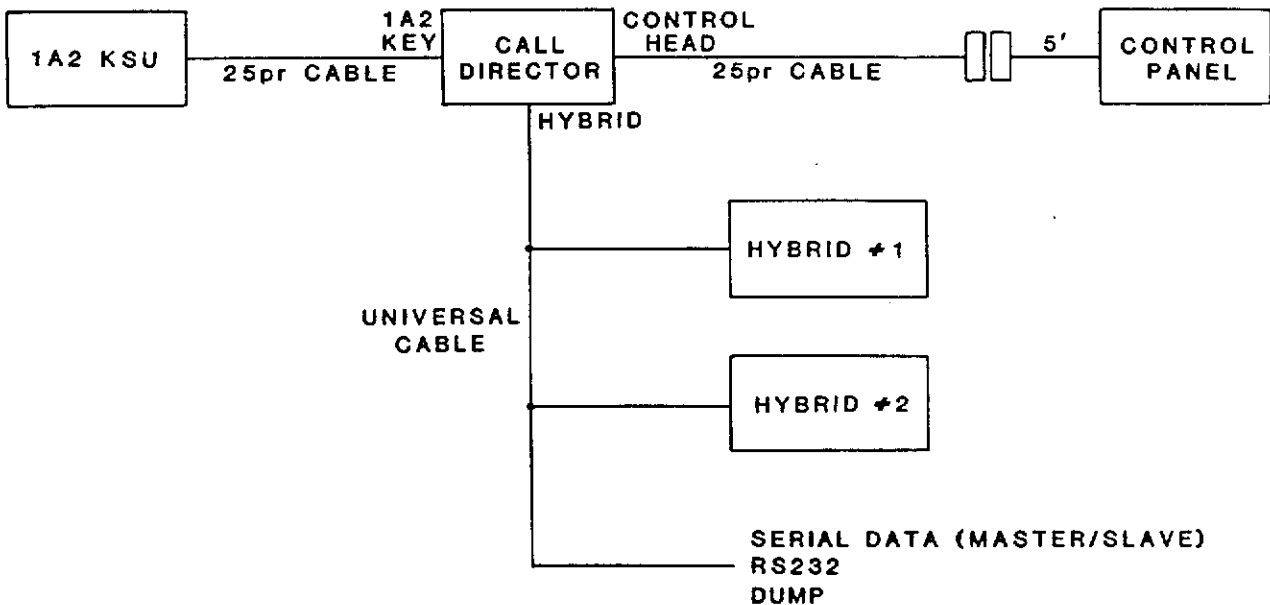 1A2 KSU
25pr CABLE
1A2
KEY
CALL
DIRECTOR
CONTROL
HEAD
25pr CABLE
5'
CONTROL
PANEL
HYBRID
HYBRID #1
UNIVERSAL
CABLE
HYBRID #2
SERIAL DATA (MASTER/SLAVE)
RS232
DUMP